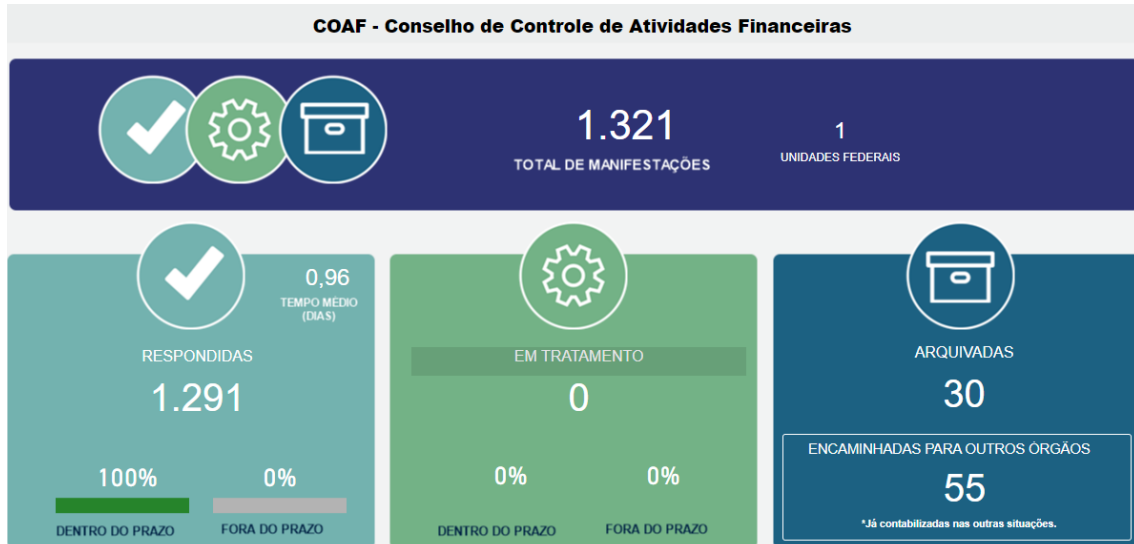 COAF - Conselho de Controle de Atividades Financeiras
1.321
TOTAL DE MANIFESTAÇÕES
1
UNIDADES FEDERAIS
0,96
TEMPO MÉDIO
(DIAS)
RESPONDIDAS
1.291
100%
0%
DENTRO DO PRAZO
FORA DO PRAZO
EM TRATAMENTO
0
0%
0%
DENTRO DO PRAZO
FORA DO PRAZO
ARQUIVADAS
30
ENCAMINHADAS PARA OUTROS ÓRGÃOS
55
*Já contabilizadas nas outras situações.